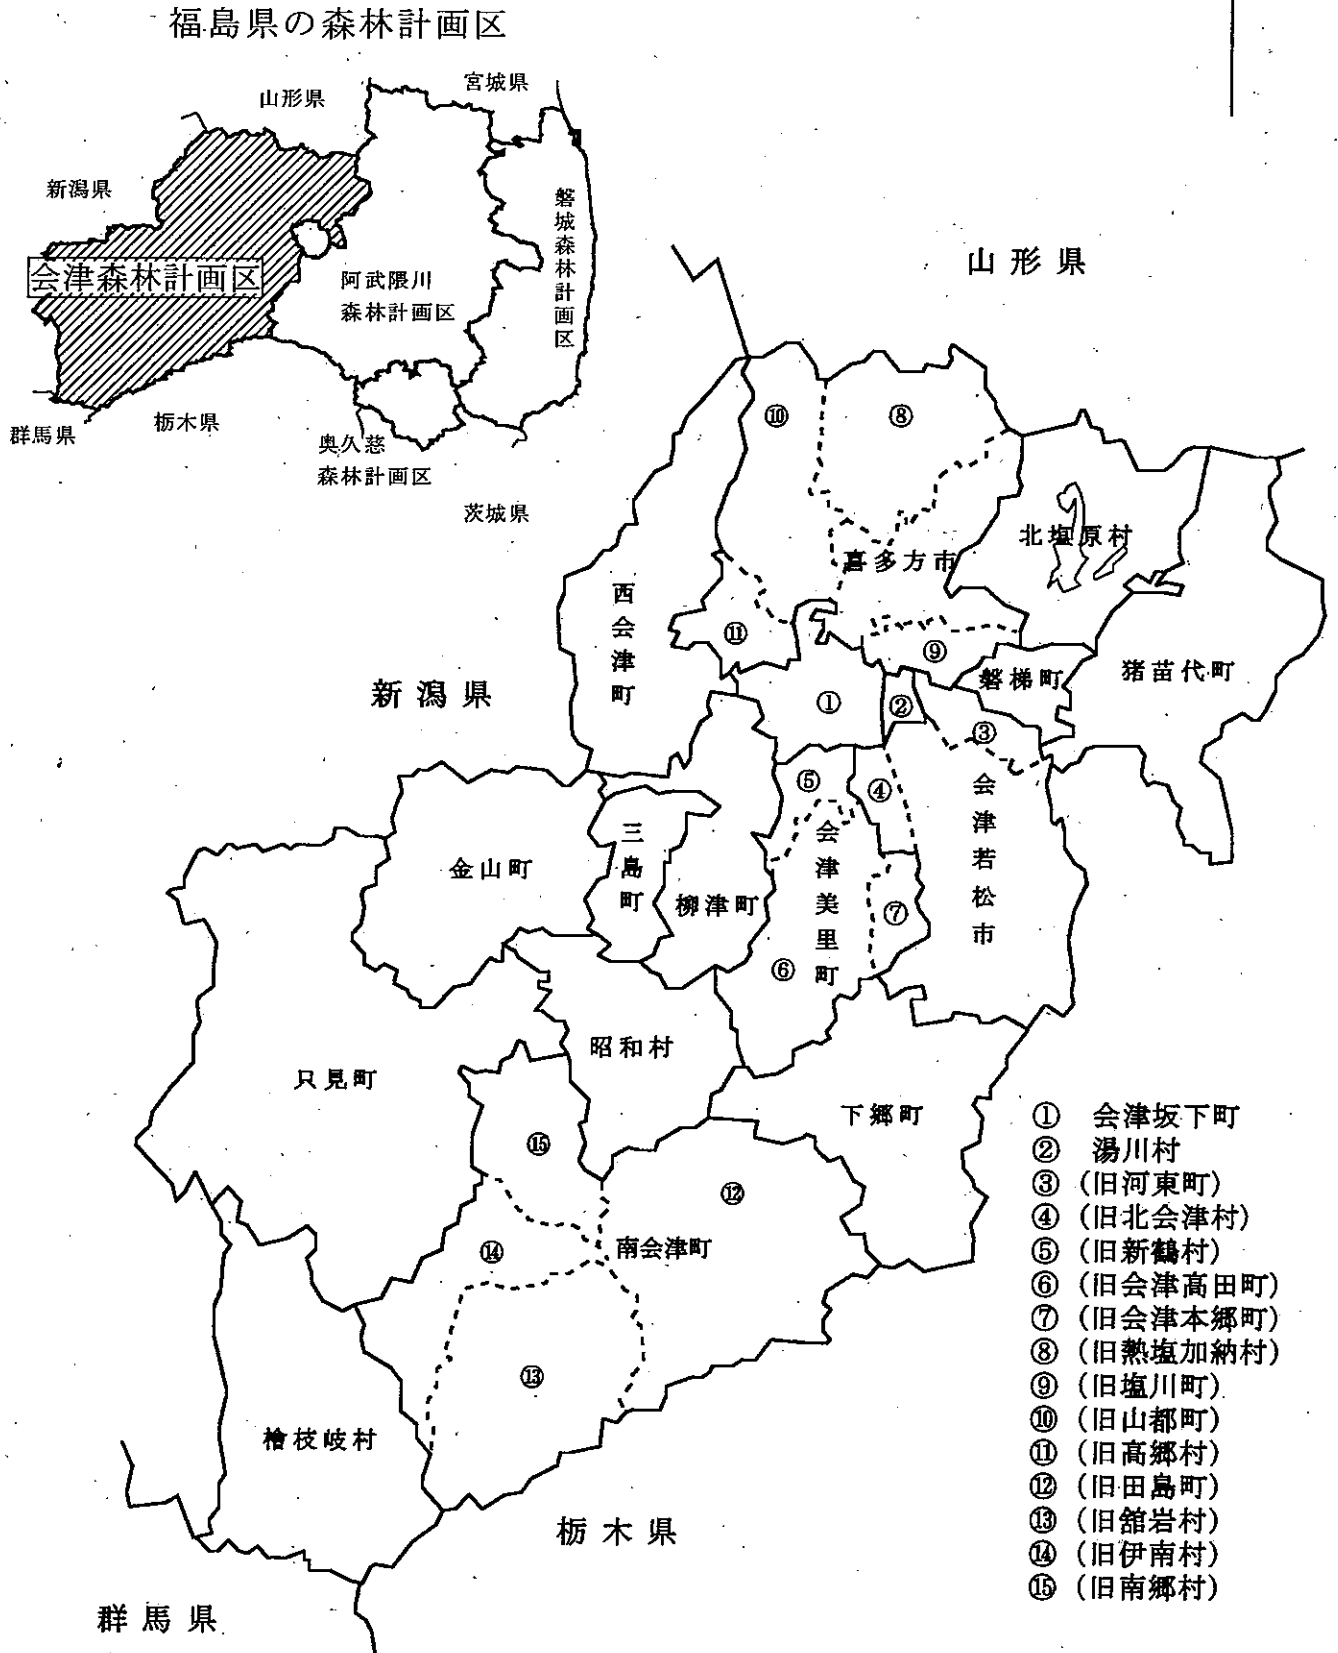 福島県の森林計画区
宮城県
山形県
新潟県
磐城森林計画区
会津森林計画区
阿武隈川
森林計画区
栃木県
群馬県
奥久慈
森林計画区
茨城県
山形県
⑩
⑧
北塩原村
喜多方市
西会津町
⑪
⑨
磐梯町
猪苗代町
新潟県
①
②
③
⑤
④
会津若松市
三島町
会津美里町
金山町
柳津町
⑦
⑥
昭和村
只見町
下郷町
⑮
⑫
⑭
南会津町
⑬
檜枝岐村
栃木県
群馬県
① 会津坂下町
② 湯川村
③ (旧河東町)
④ (旧北会津村)
⑤ (旧新鶴村)
⑥ (旧会津高田町)
⑦ (旧会津本郷町)
⑧ (旧熱塩加納村)
⑨ (旧塩川町)
⑩ (旧山都町)
⑪ (旧高郷村)
⑫ (旧田島町)
⑬ (旧舘岩村)
⑭ (旧伊南村)
⑮ (旧南郷村)